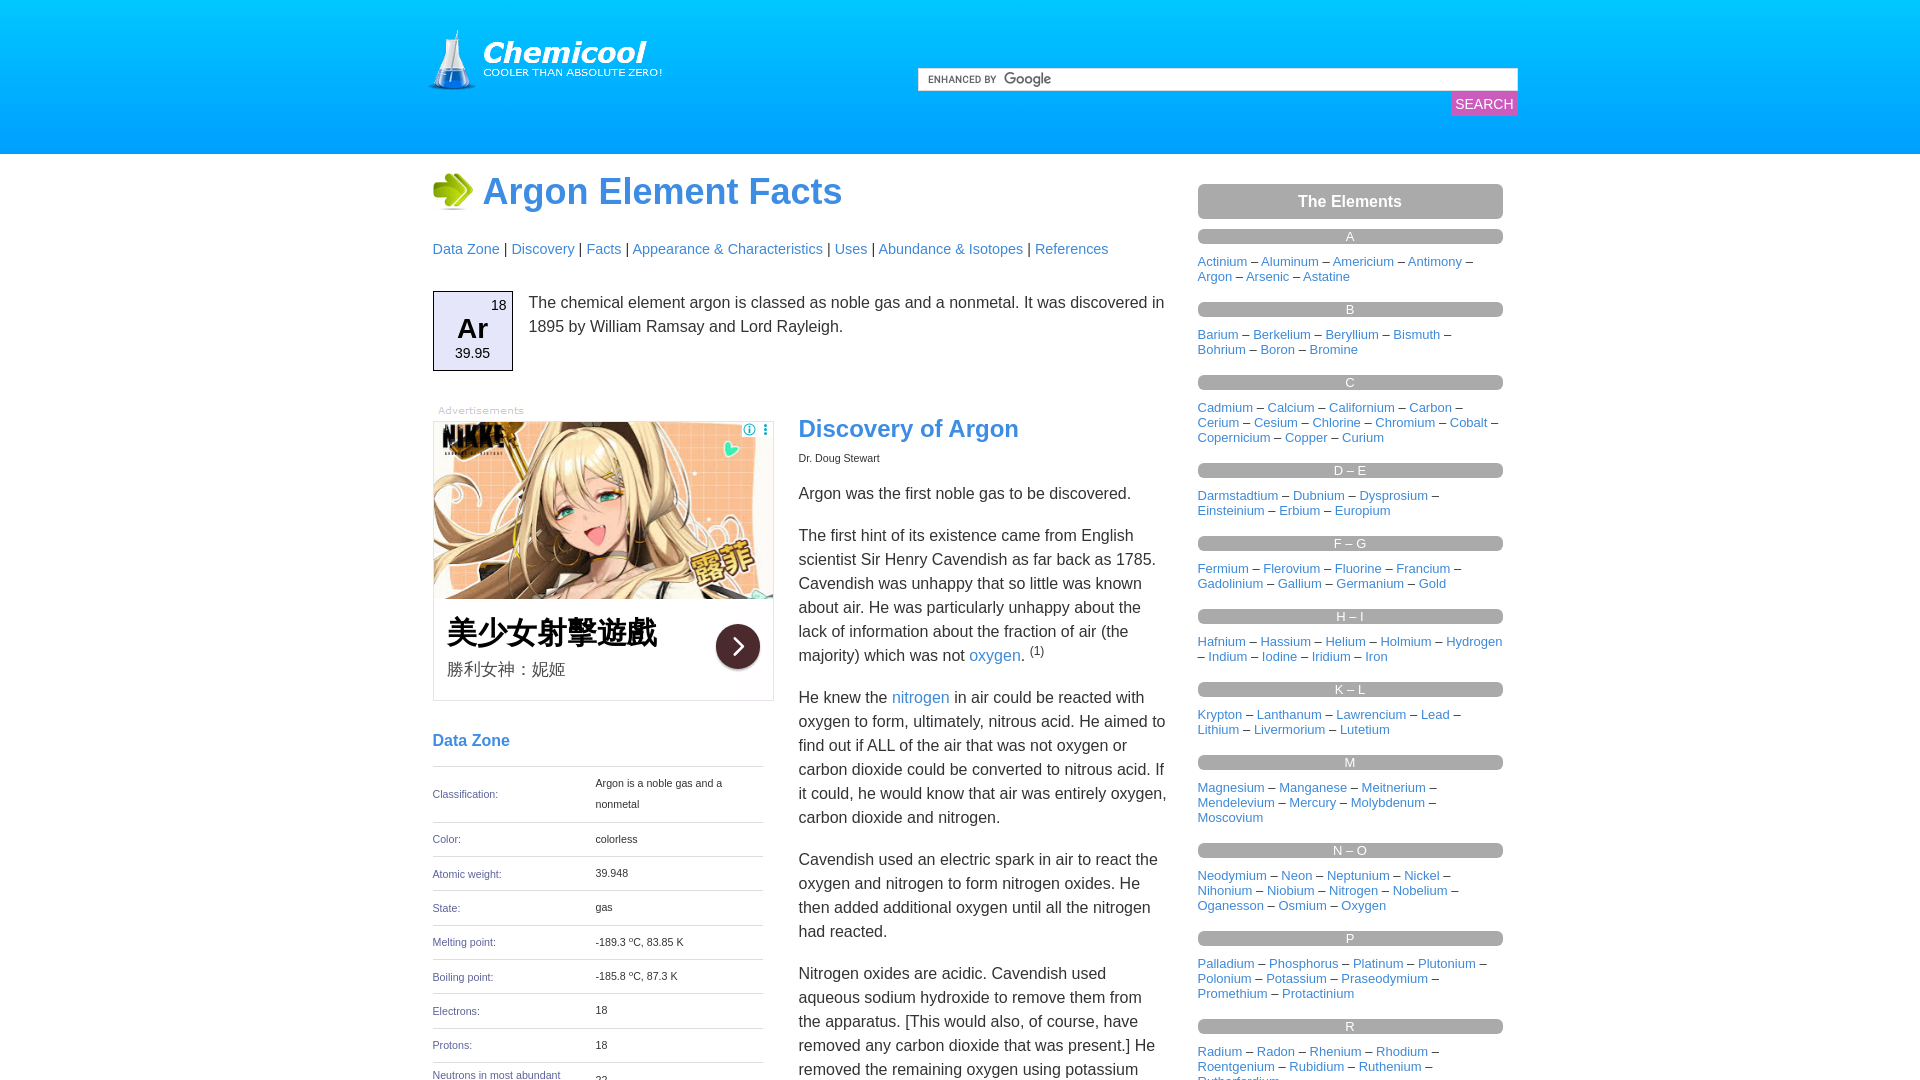 Chemicool
COOLER THAN ABSOLUTE ZERO!
ENHANCED BY Google
SEARCH
Argon Element Facts
Data Zone | Discovery | Facts | Appearance & Characteristics | Uses | Abundance & Isotopes | References
18
Ar
39.95
The chemical element argon is classed as noble gas and a nonmetal. It was discovered in
1895 by William Ramsay and Lord Rayleigh.
Advertisements
NIKKE
露菲
美少女射擊遊戲
勝利女神：妮姬
Data Zone
Classification: Argon is a noble gas and a
nonmetal
Color: colorless
Atomic weight: 39.948
State: gas
Melting point: -189.3 ºC, 83.85 K
Boiling point: -185.8 ºC, 87.3 K
Electrons: 18
Protons: 18
Neutrons in most abundant
22
Discovery of Argon
Dr. Doug Stewart
Argon was the first noble gas to be discovered.
The first hint of its existence came from English
scientist Sir Henry Cavendish as far back as 1785.
Cavendish was unhappy that so little was known
about air. He was particularly unhappy about the
lack of information about the fraction of air (the
majority) which was not oxygen. (1)
He knew the nitrogen in air could be reacted with
oxygen to form, ultimately, nitrous acid. He aimed to
find out if ALL of the air that was not oxygen or
carbon dioxide could be converted to nitrous acid. If
it could, he would know that air was entirely oxygen,
carbon dioxide and nitrogen.
Cavendish used an electric spark in air to react the
oxygen and nitrogen to form nitrogen oxides. He
then added additional oxygen until all the nitrogen
had reacted.
Nitrogen oxides are acidic. Cavendish used
aqueous sodium hydroxide to remove them from
the apparatus. [This would also, of course, have
removed any carbon dioxide that was present.] He
removed the remaining oxygen using potassium
The Elements
A
Actinium – Aluminum – Americium – Antimony –
Argon – Arsenic – Astatine
B
Barium – Berkelium – Beryllium – Bismuth –
Bohrium – Boron – Bromine
C
Cadmium – Calcium – Californium – Carbon –
Cerium – Cesium – Chlorine – Chromium – Cobalt –
Copernicium – Copper – Curium
D – E
Darmstadtium – Dubnium – Dysprosium –
Einsteinium – Erbium – Europium
F – G
Fermium – Flerovium – Fluorine – Francium –
Gadolinium – Gallium – Germanium – Gold
H – I
Hafnium – Hassium – Helium – Holmium – Hydrogen
– Indium – Iodine – Iridium – Iron
K – L
Krypton – Lanthanum – Lawrencium – Lead –
Lithium – Livermorium – Lutetium
M
Magnesium – Manganese – Meitnerium –
Mendelevium – Mercury – Molybdenum –
Moscovium
N – O
Neodymium – Neon – Neptunium – Nickel –
Nihonium – Niobium – Nitrogen – Nobelium –
Oganesson – Osmium – Oxygen
P
Palladium – Phosphorus – Platinum – Plutonium –
Polonium – Potassium – Praseodymium –
Promethium – Protactinium
R
Radium – Radon – Rhenium – Rhodium –
Roentgenium – Rubidium – Ruthenium –
Rutherfordium